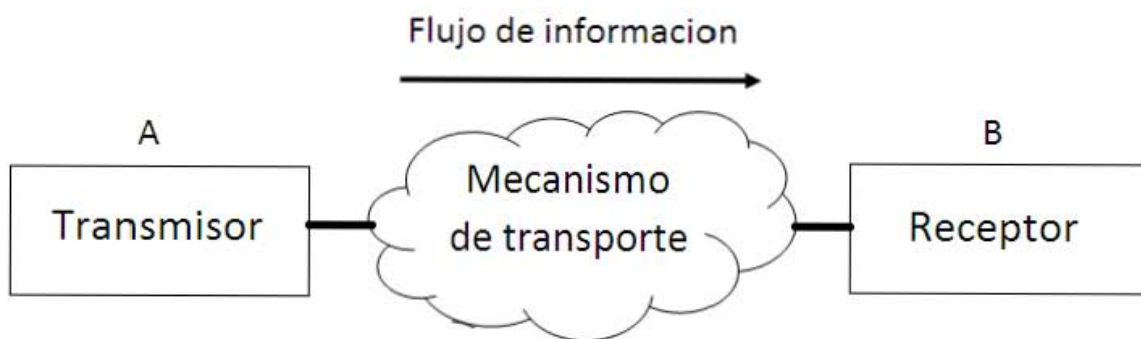 Flujo de informacion
A
B
Transmisor
Mecanismo
de transporte
Receptor